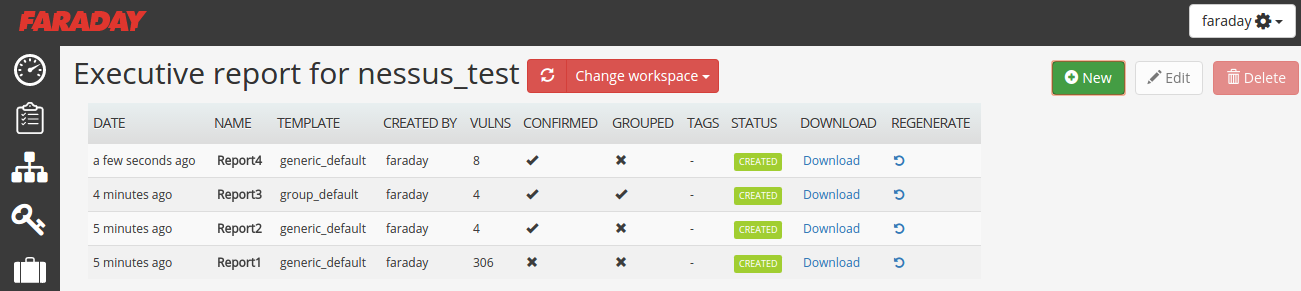 FARADAY
faraday
Executive report for nessus_test
Change workspace
New
Edit
Delete
DATE NAME TEMPLATE CREATED BY VULNS CONFIRMED GROUPED TAGS STATUS DOWNLOAD REGENERATE
a few seconds ago Report4 generic_default faraday 8 ✔ ✖ - CREATED Download
4 minutes ago Report3 group_default faraday 4 ✔ ✔ - CREATED Download
5 minutes ago Report2 generic_default faraday 4 ✔ ✖ - CREATED Download
5 minutes ago Report1 generic_default faraday 306 ✖ ✖ - CREATED Download